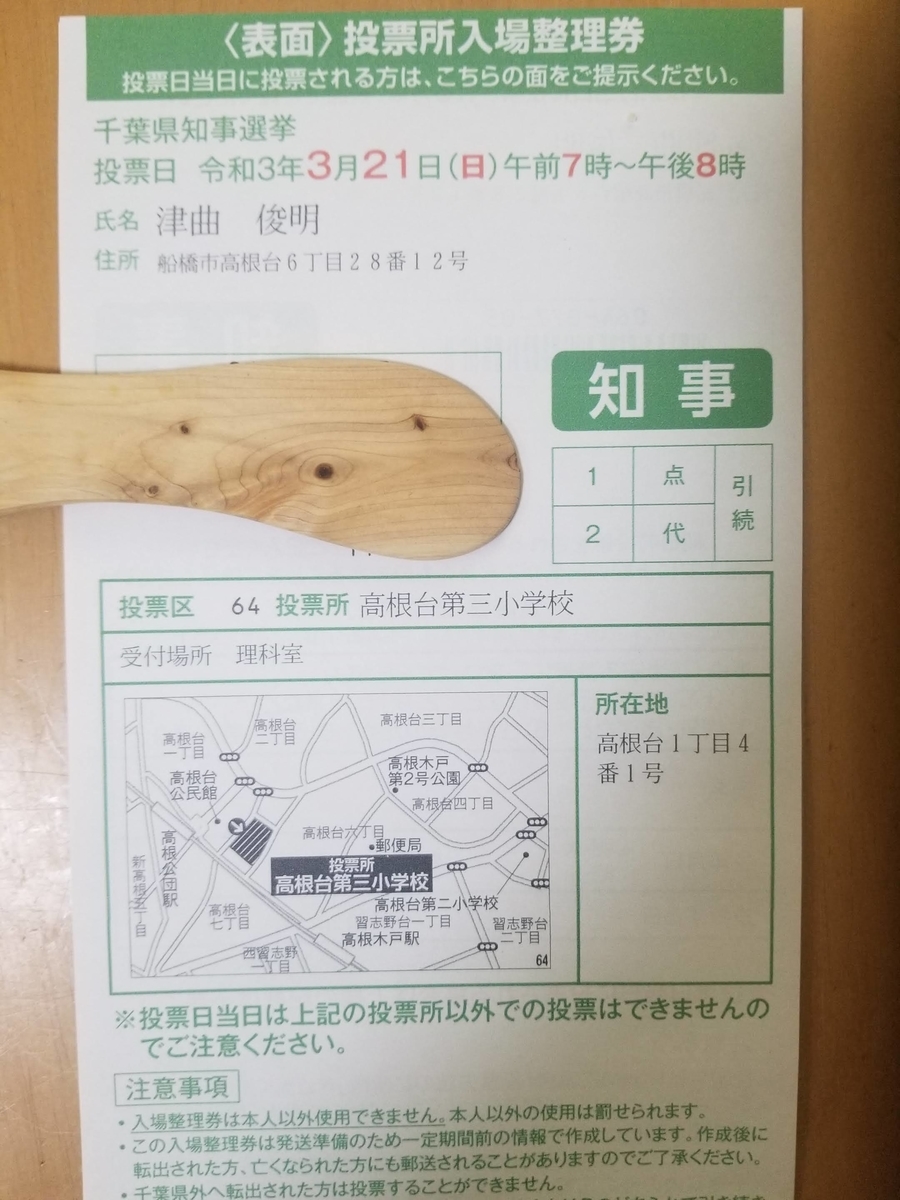 〈表面〉投票所入場整理券
投票日当日に投票される方は、こちらの面をご提示ください。
千葉県知事選挙
投票日 令和3年3月21日(日)午前7時～午後8時
氏名 津曲 俊明
住所 船橋市高根台6丁目28番12号
知事
1 点 引続
2 代
投票区 64 投票所 高根台第三小学校
受付場所 理科室
所在地
高根台1丁目4
番1号
高根台三丁目
高根台
二丁目
高根台
一丁目
高根木戸
第2号公園
高根台
公民館
高根台四丁目
高根台六丁目
郵便局
高根公団駅
投票所
高根台第三小学校
高根台第二小学校
高根台
七丁目
習志野台一丁目
習志野台
二丁目
高根木戸駅
西習志野
一丁目
64
※投票日当日は上記の投票所以外での投票はできませんの
でご注意ください。
注意事項
・入場整理券は本人以外使用できません。本人以外の使用は罰せられます。
・この入場整理券は発送準備のため一定期間前の情報で作成しています。作成後に
転出された方、亡くなられた方にも郵送されることがありますのでご了承ください。
・千葉県外へ転出された方は投票することができません。